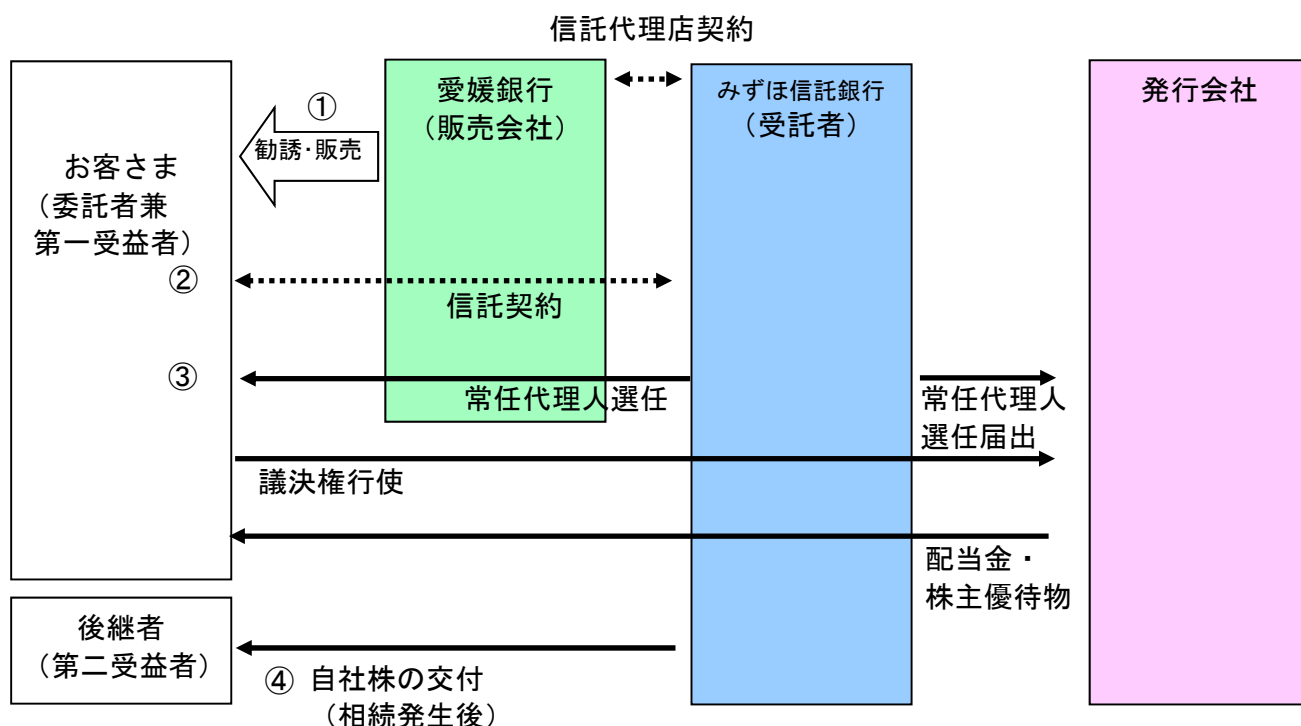 信託代理店契約
愛媛銀行
（販売会社）
みずほ信託銀行
（受託者）
発行会社
①
勧誘･販売
お客さま
（委託者兼
第一受益者）
②
信託契約
③
常任代理人選任
常任代理人
選任届出
議決権行使
配当金・
株主優待物
後継者
（第二受益者）
④ 自社株の交付
（相続発生後）